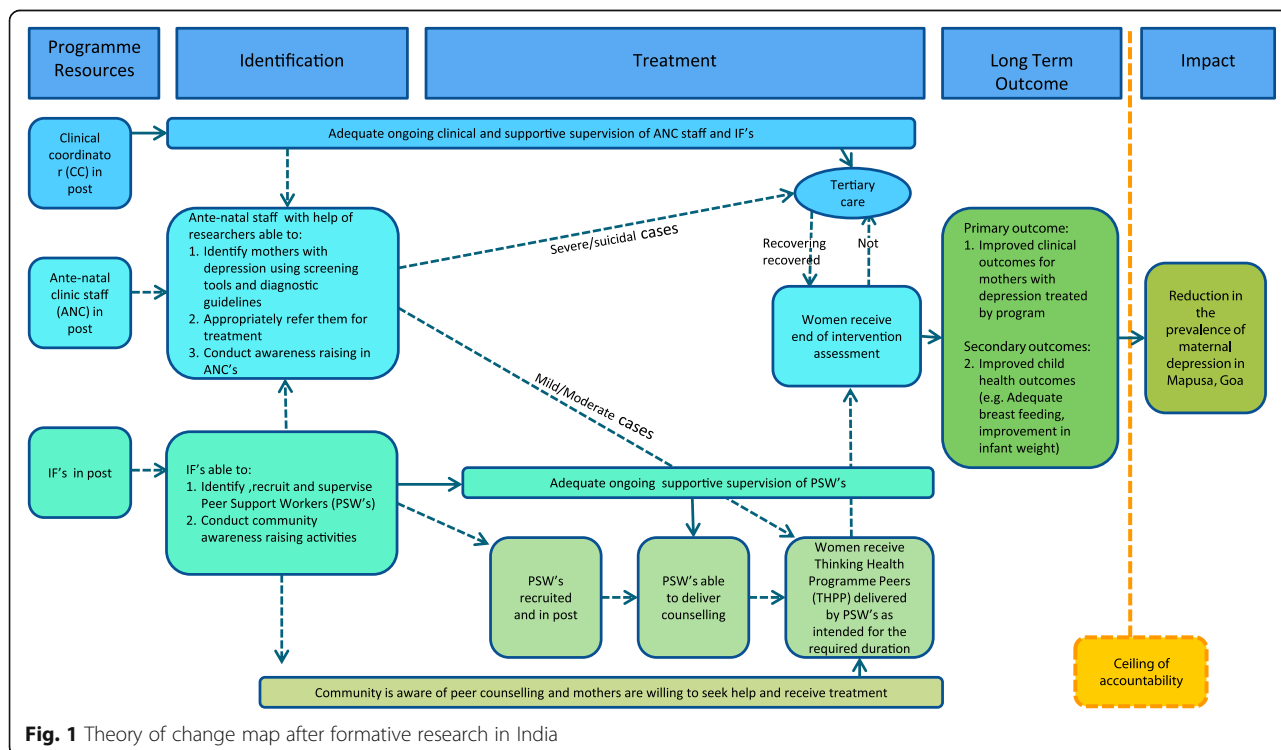 Programme
Resources
Identification
Treatment
Long Term
Outcome
Impact
Clinical
coordinato
r (CC) in
post
Adequate ongoing clinical and supportive supervision of ANC staff and IF's
Tertiary
care
Ante-natal staff with help of
researchers able to:
1. Identify mothers with
depression using screening
tools and diagnostic
guidelines
2. Appropriately refer them for
treatment
3. Conduct awareness raising in
ANC's
Ante-natal
clinic staff
(ANC) in post
Severe/suicidal cases
Recovering
recovered
Not
Mild/Moderate cases
Women receive
end of intervention
assessment
Primary outcome:
1. Improved clinical
outcomes for
mothers with
depression treated
by program
Secondary outcomes:
2. Improved child
health outcomes
(e.g. Adequate
breast feeding,
improvement in
infant weight)
Reduction in
the
prevalence of
maternal
depression in
Mapusa, Goa
IF's in post
IF's able to:
1. Identify ,recruit and supervise
Peer Support Workers (PSW's)
2. Conduct community
awareness raising activities
Adequate ongoing supportive supervision of PSW's
PSW's
recruited
and in post
PSW's able
to deliver
counselling
Women receive
Thinking Health
Programme Peers
(THPP) delivered
by PSW's as
intended for the
required duration
Community is aware of peer counselling and mothers are willing to seek help and receive treatment
Ceiling of
accountability
Fig. 1 Theory of change map after formative research in India